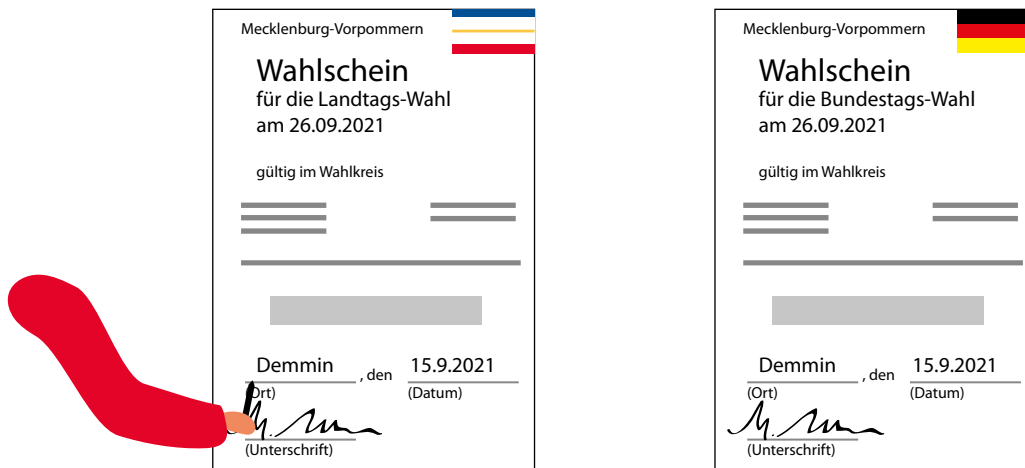 Mecklenburg-Vorpommern
Wahlschein
für die Landtags-Wahl
am 26.09.2021
gültig im Wahlkreis
Demmin , den 15.9.2021
(Ort) (Datum)
(Unterschrift)
Mecklenburg-Vorpommern
Wahlschein
für die Bundestags-Wahl
am 26.09.2021
gültig im Wahlkreis
Demmin , den 15.9.2021
(Ort) (Datum)
(Unterschrift)